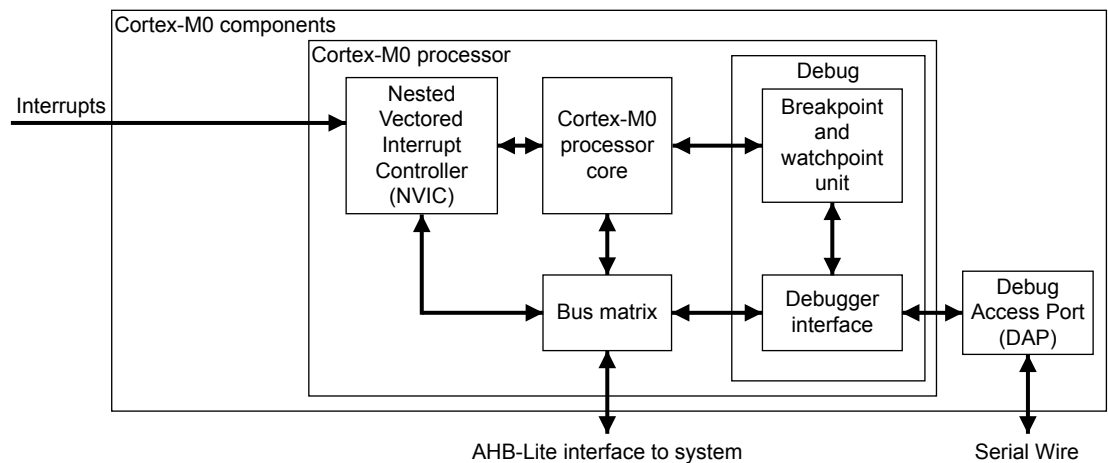 Cortex-M0 components
Cortex-M0 processor
Debug
Interrupts
Nested
Vectored
Interrupt
Controller
(NVIC)
Cortex-M0
processor
core
Breakpoint
and
watchpoint
unit
Bus matrix
Debugger
interface
Debug
Access Port
(DAP)
AHB-Lite interface to system
Serial Wire